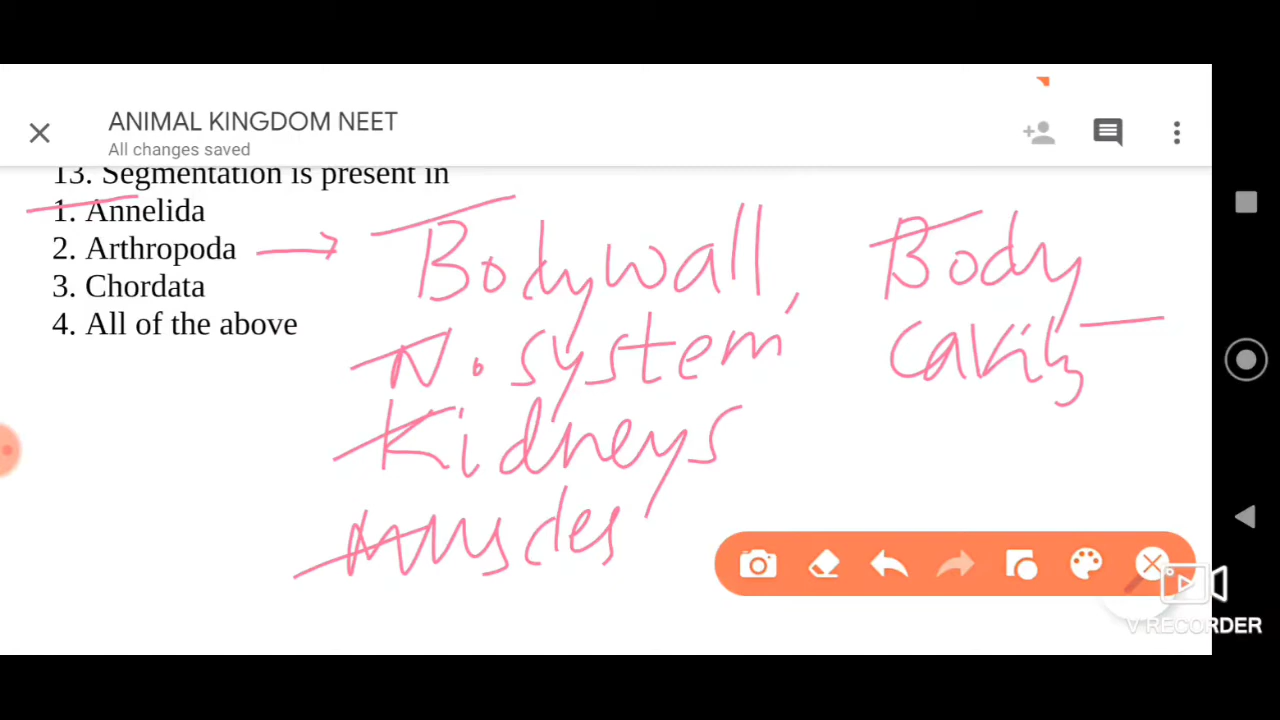 ANIMAL KINGDOM NEET
All changes saved
13. Segmentation is present in
1. Annelida
2. Arthropoda
3. Chordata
4. All of the above
Bodywall, Body
N. system cavity
Kidneys
muscles
V RECORDER